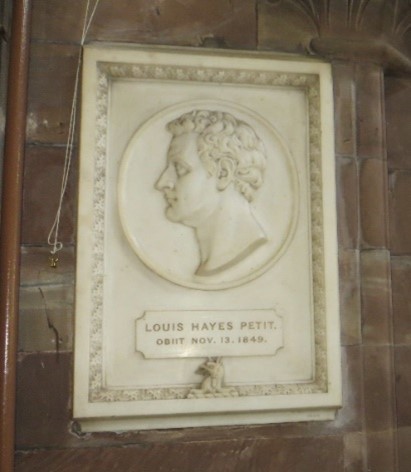 LOUIS HAYES PETIT.
OBIIT NOV. 13. 1849.